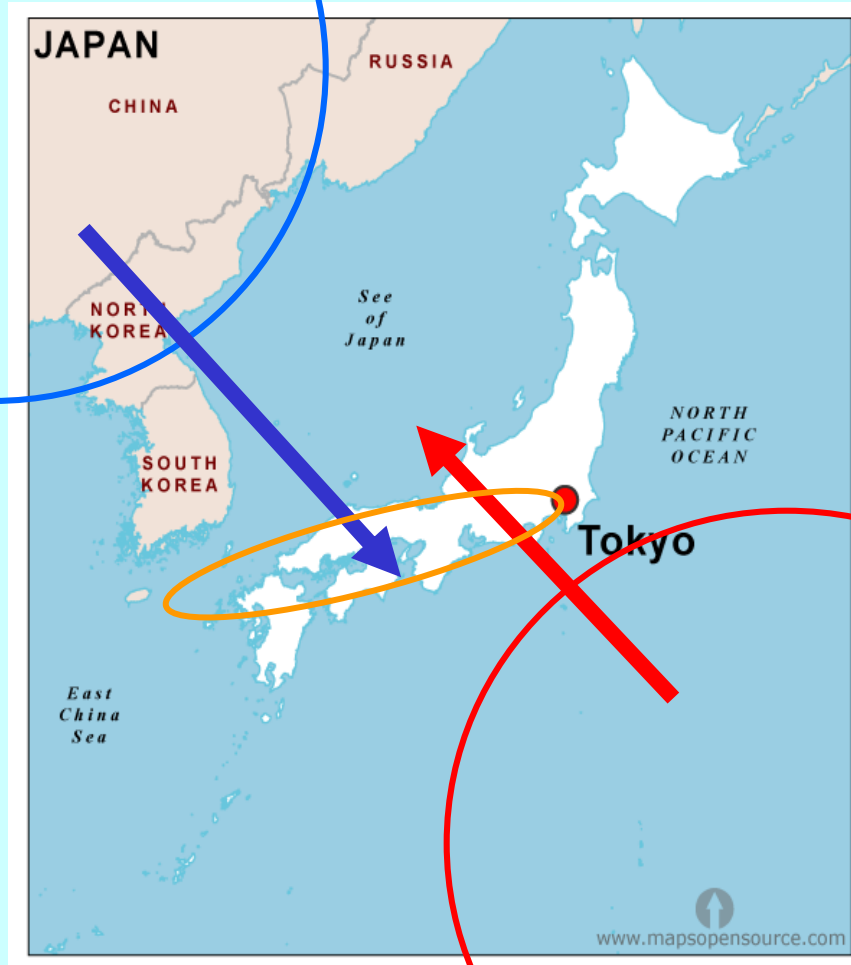 JAPAN
RUSSIA
CHINA
NORTH
KOREA
See
of
Japan
NORTH
PACIFIC
OCEAN
SOUTH
KOREA
Tokyo
East
China
Sea
www.mapsopensource.com